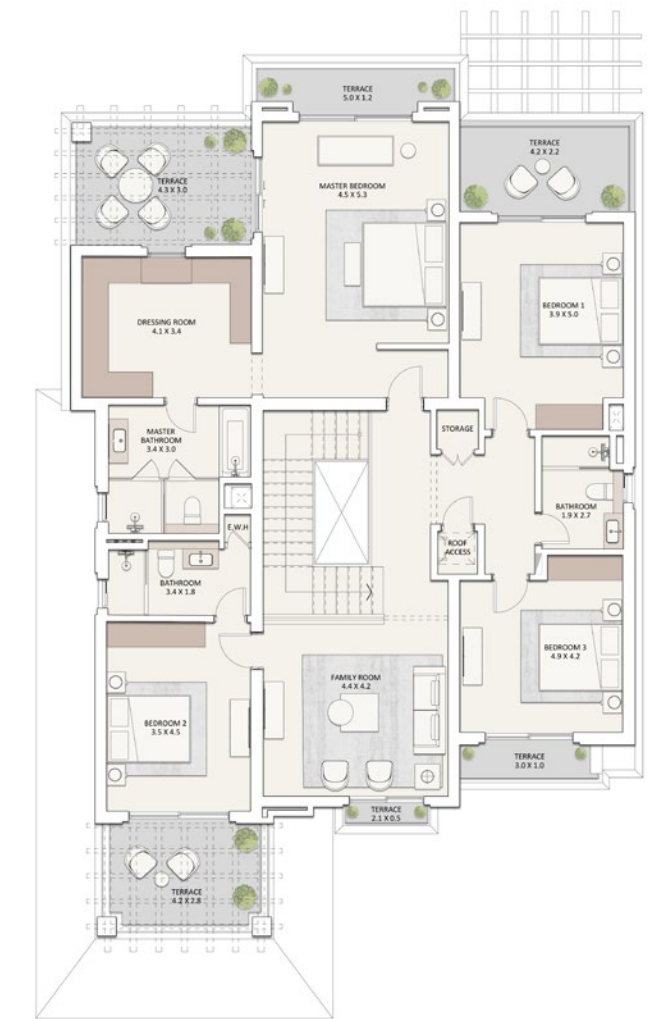 TERRACE
5.0 X 1.2
TERRACE
4.2 X 2.2
TERRACE
4.3 X 3.0
MASTER BEDROOM
4.5 X 5.3
BEDROOM 1
3.9 X 5.0
DRESSING ROOM
4.1 X 3.4
STORAGE
MASTER
BATHROOM
3.4 X 3.0
BATHROOM
1.9 X 2.7
E.W.H
ROOF
ACCESS
BATHROOM
3.4 X 1.8
BEDROOM 3
4.9 X 4.2
FAMILY ROOM
4.4 X 4.2
BEDROOM 2
3.5 X 4.5
TERRACE
3.0 X 1.0
TERRACE
2.1 X 0.5
TERRACE
4.2 X 2.8